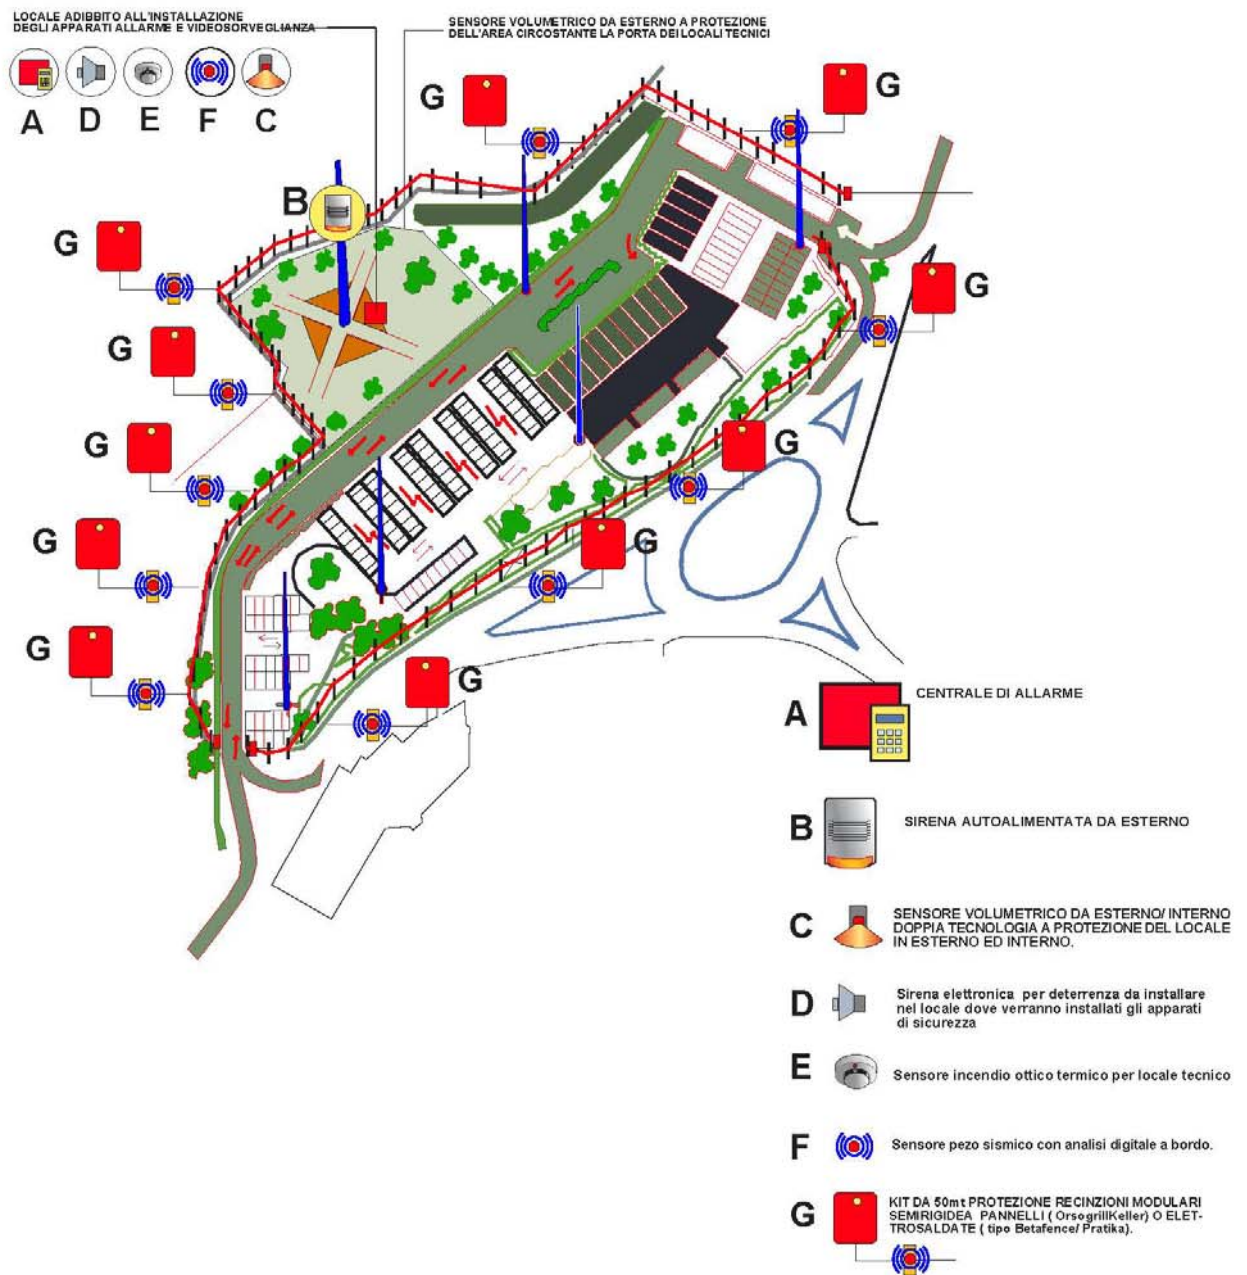 LOCALE ADIBBITO ALL'INSTALLAZIONE
DEGLI APPARATI ALLARME E VIDEOSORVEGLIANZA
SENSORE VOLUMETRICO DA ESTERNO A PROTEZIONE
DELL'AREA CIRCOSTANTE LA PORTA DEI LOCALI TECNICI
A D E F C
G
G
B
G
G
G
G
G
G
G
G
G
G
A CENTRALE DI ALLARME
B SIRENA AUTOALIMENTATA DA ESTERNO
C SENSORE VOLUMETRICO DA ESTERNO/ INTERNO
DOPPIA TECNOLOGIA A PROTEZIONE DEL LOCALE
IN ESTERNO ED INTERNO.
D Sirena elettronica per deterrenza da installare
nel locale dove verranno installati gli apparati
di sicurezza
E Sensore incendio ottico termico per locale tecnico
F Sensore pezo sismico con analisi digitale a bordo.
G KIT DA 50mt PROTEZIONE RECINZIONI MODULARI
SEMIRIGIDEA PANNELLI ( OrsogrillKeller) O ELET-
TROSALDATE ( tipo Betafence/ Pratika).